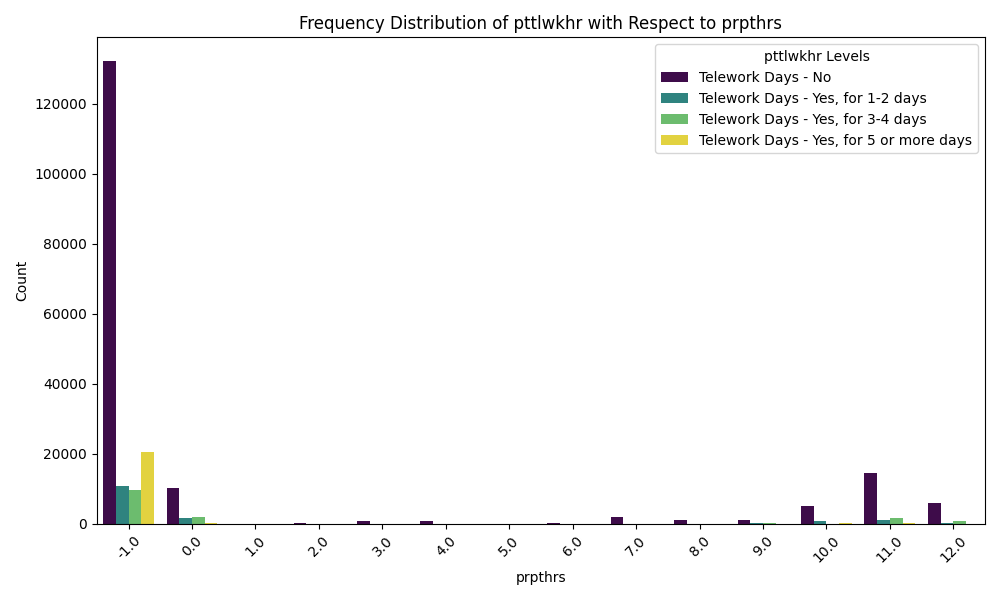 Frequency Distribution of pttlwkhr with Respect to prpthrs
pttlwkhr Levels
Telework Days - No
Telework Days - Yes, for 1-2 days
Telework Days - Yes, for 3-4 days
Telework Days - Yes, for 5 or more days
Count
120000
100000
80000
60000
40000
20000
0
-1.0 0.0 1.0 2.0 3.0 4.0 5.0 6.0 7.0 8.0 9.0 10.0 11.0 12.0
prpthrs